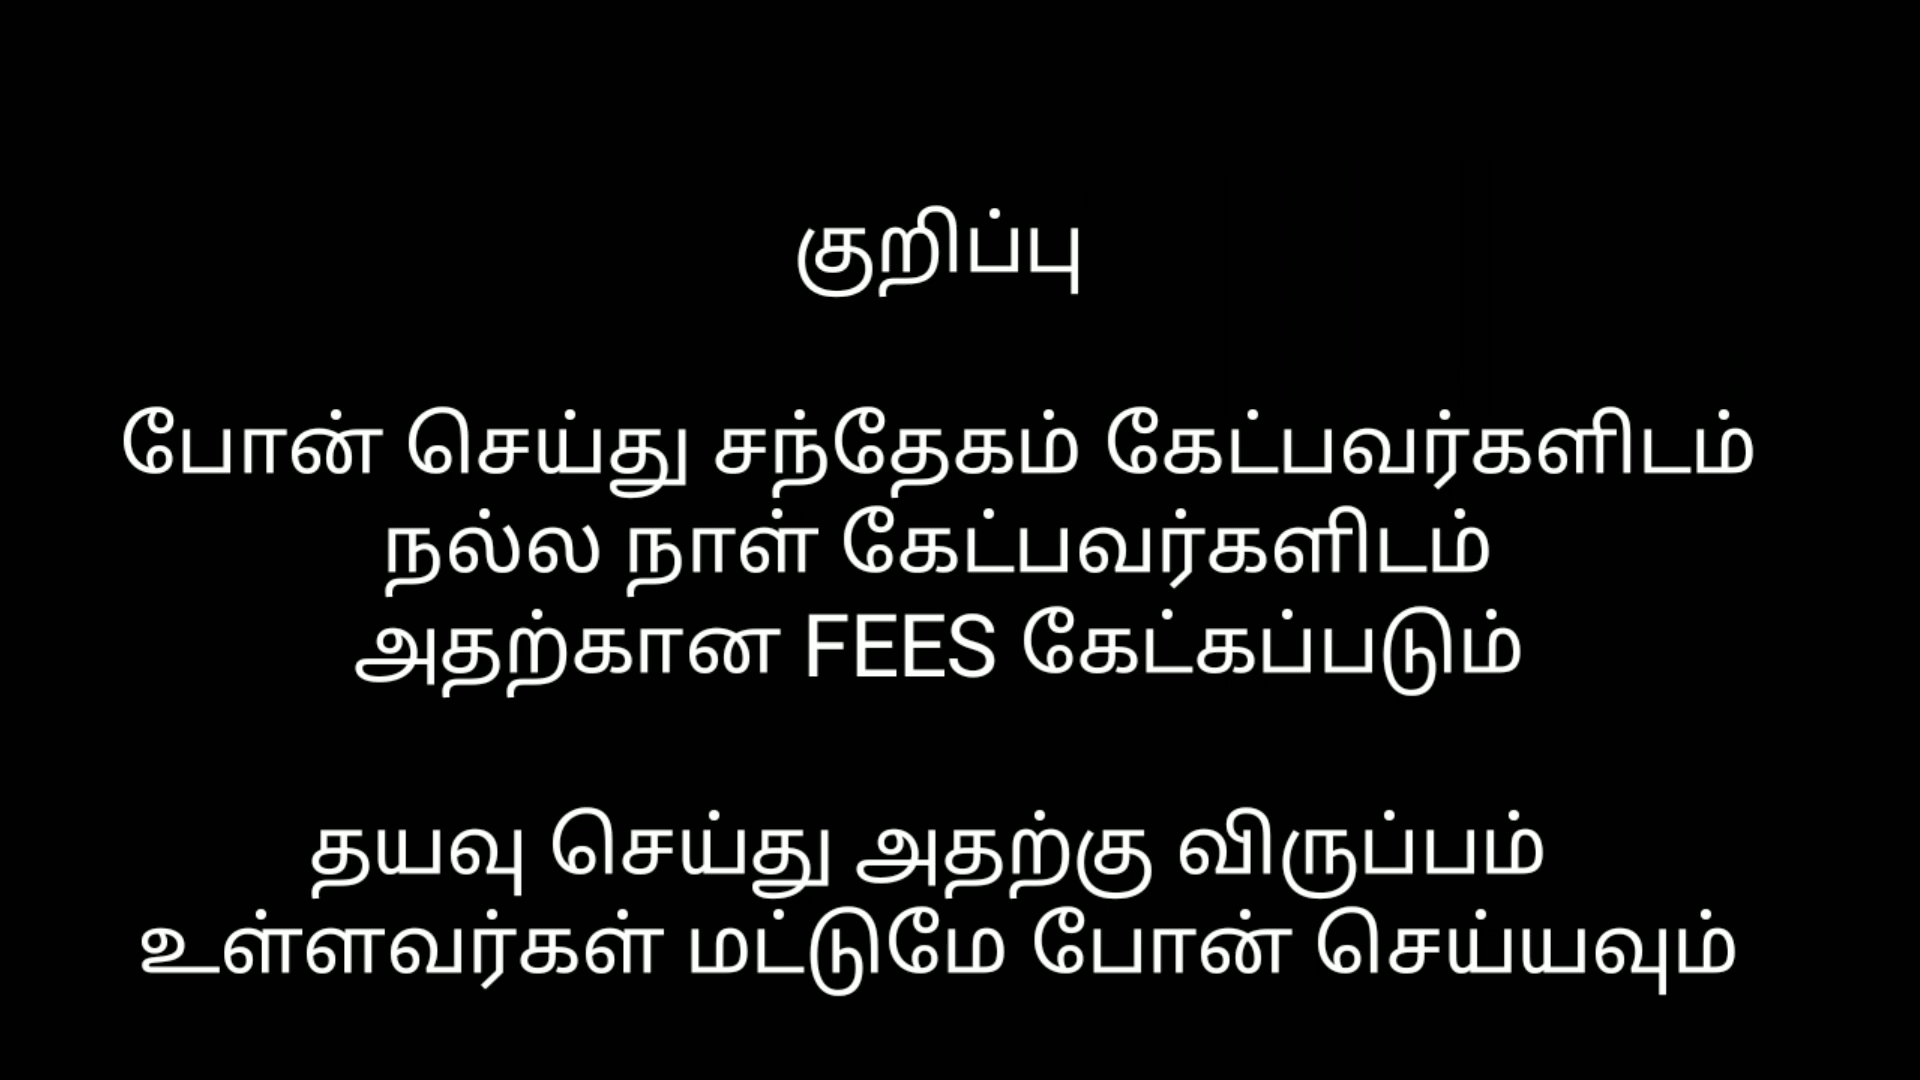 குறிப்பு
போன் செய்து சந்தேகம் கேட்பவர்களிடம்
நல்ல நாள் கேட்பவர்களிடம்
அதற்கான FEES கேட்கப்படும்
தயவு செய்து அதற்கு விருப்பம்
உள்ளவர்கள் மட்டுமே போன் செய்யவும்